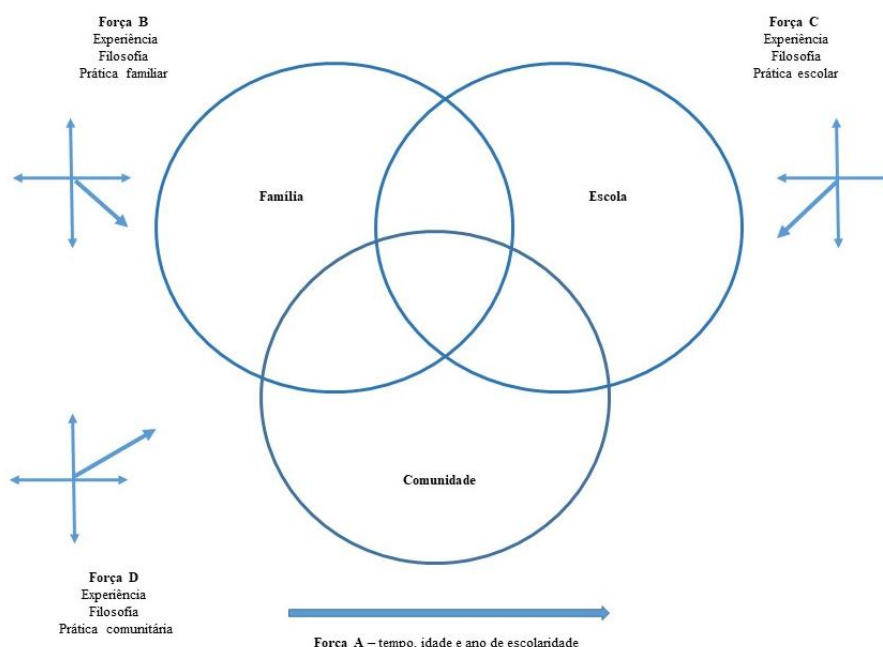 Força B
Experiência
Filosofia
Prática familiar
Força C
Experiência
Filosofia
Prática escolar
Família
Escola
Comunidade
Força D
Experiência
Filosofia
Prática comunitária
Força A – tempo, idade e ano de escolaridade